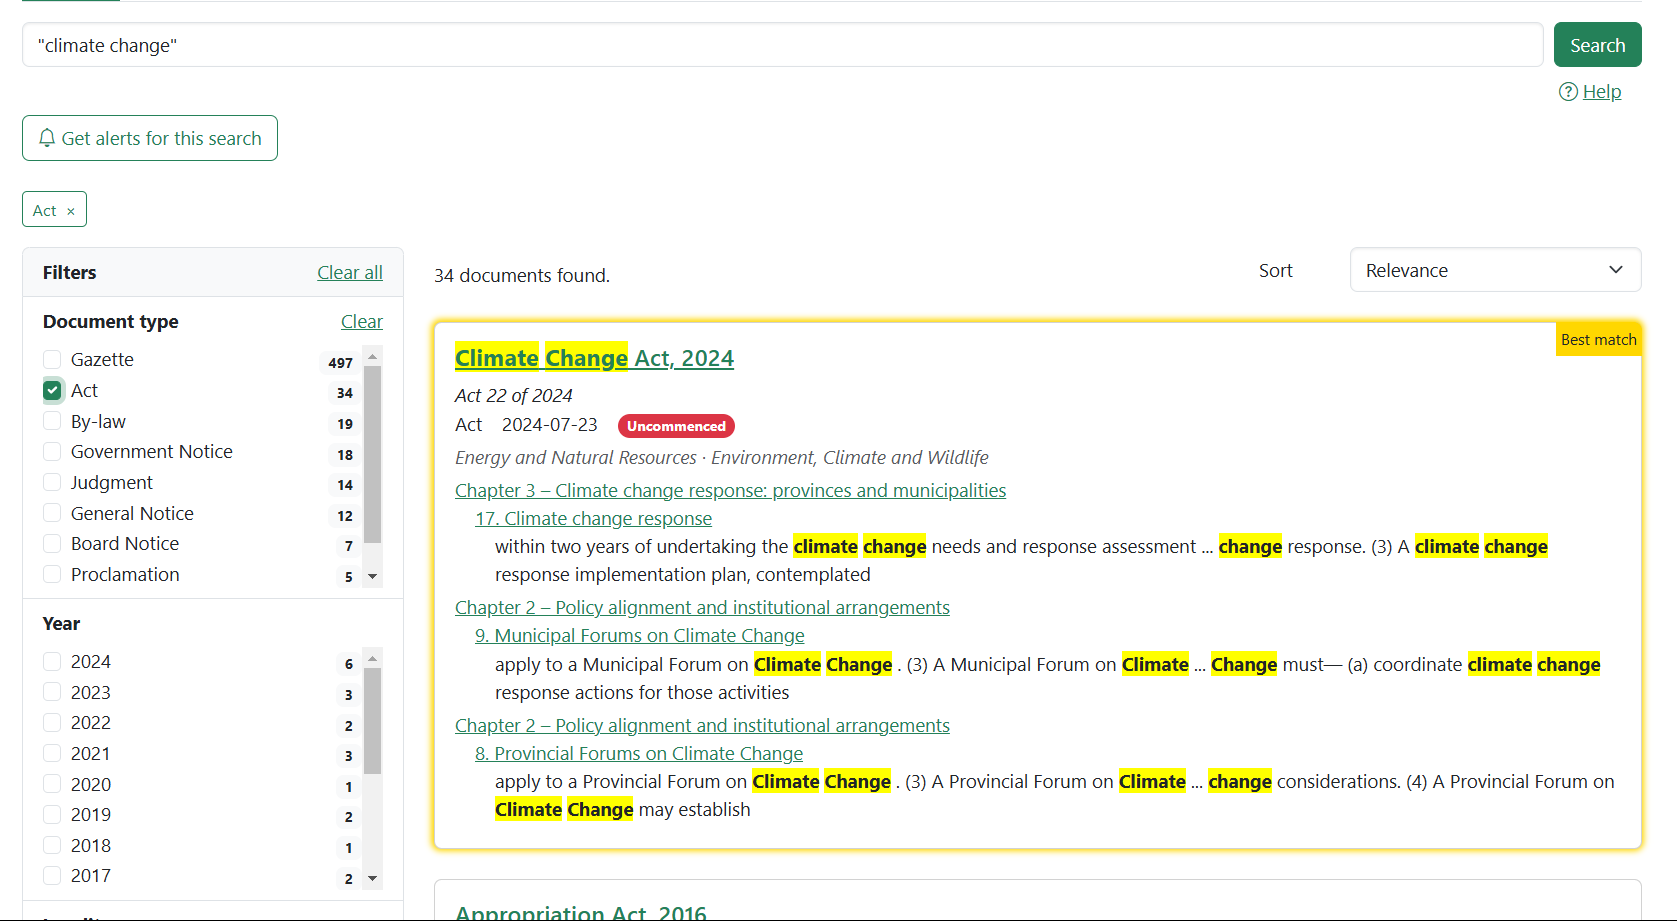 "climate change"
Search
Help
Get alerts for this search
Act ×
Filters
Clear all
Document type
Clear
Gazette 497
Act 34
By-law 19
Government Notice 18
Judgment 14
General Notice 12
Board Notice 7
Proclamation 5
Year
2024 6
2023 3
2022 2
2021 3
2020 1
2019 2
2018 1
2017 2
34 documents found.
Sort
Relevance
Best match
Climate Change Act, 2024
Act 22 of 2024
Act 2024-07-23 Uncommenced
Energy and Natural Resources · Environment, Climate and Wildlife
Chapter 3 – Climate change response: provinces and municipalities
17. Climate change response
within two years of undertaking the climate change needs and response assessment ... change response. (3) A climate change
response implementation plan, contemplated
Chapter 2 – Policy alignment and institutional arrangements
9. Municipal Forums on Climate Change
apply to a Municipal Forum on Climate Change . (3) A Municipal Forum on Climate ... Change must— (a) coordinate climate change
response actions for those activities
Chapter 2 – Policy alignment and institutional arrangements
8. Provincial Forums on Climate Change
apply to a Provincial Forum on Climate Change . (3) A Provincial Forum on Climate ... change considerations. (4) A Provincial Forum on
Climate Change may establish
Appropriation Act, 2016